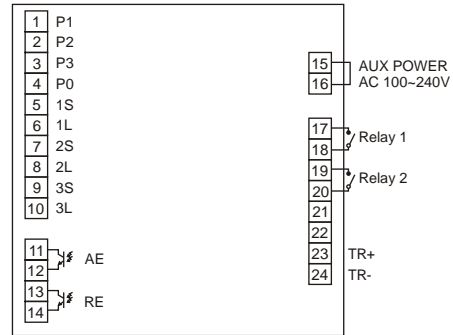 1 P1
2 P2
3 P3
4 P0
5 1S
6 1L
7 2S
8 2L
9 3S
10 3L
11
12
AE
13
14
RE
15
16
AUX POWER
AC 100~240V
17
18
Relay 1
19
20
Relay 2
21
22
23 TR+
24 TR-